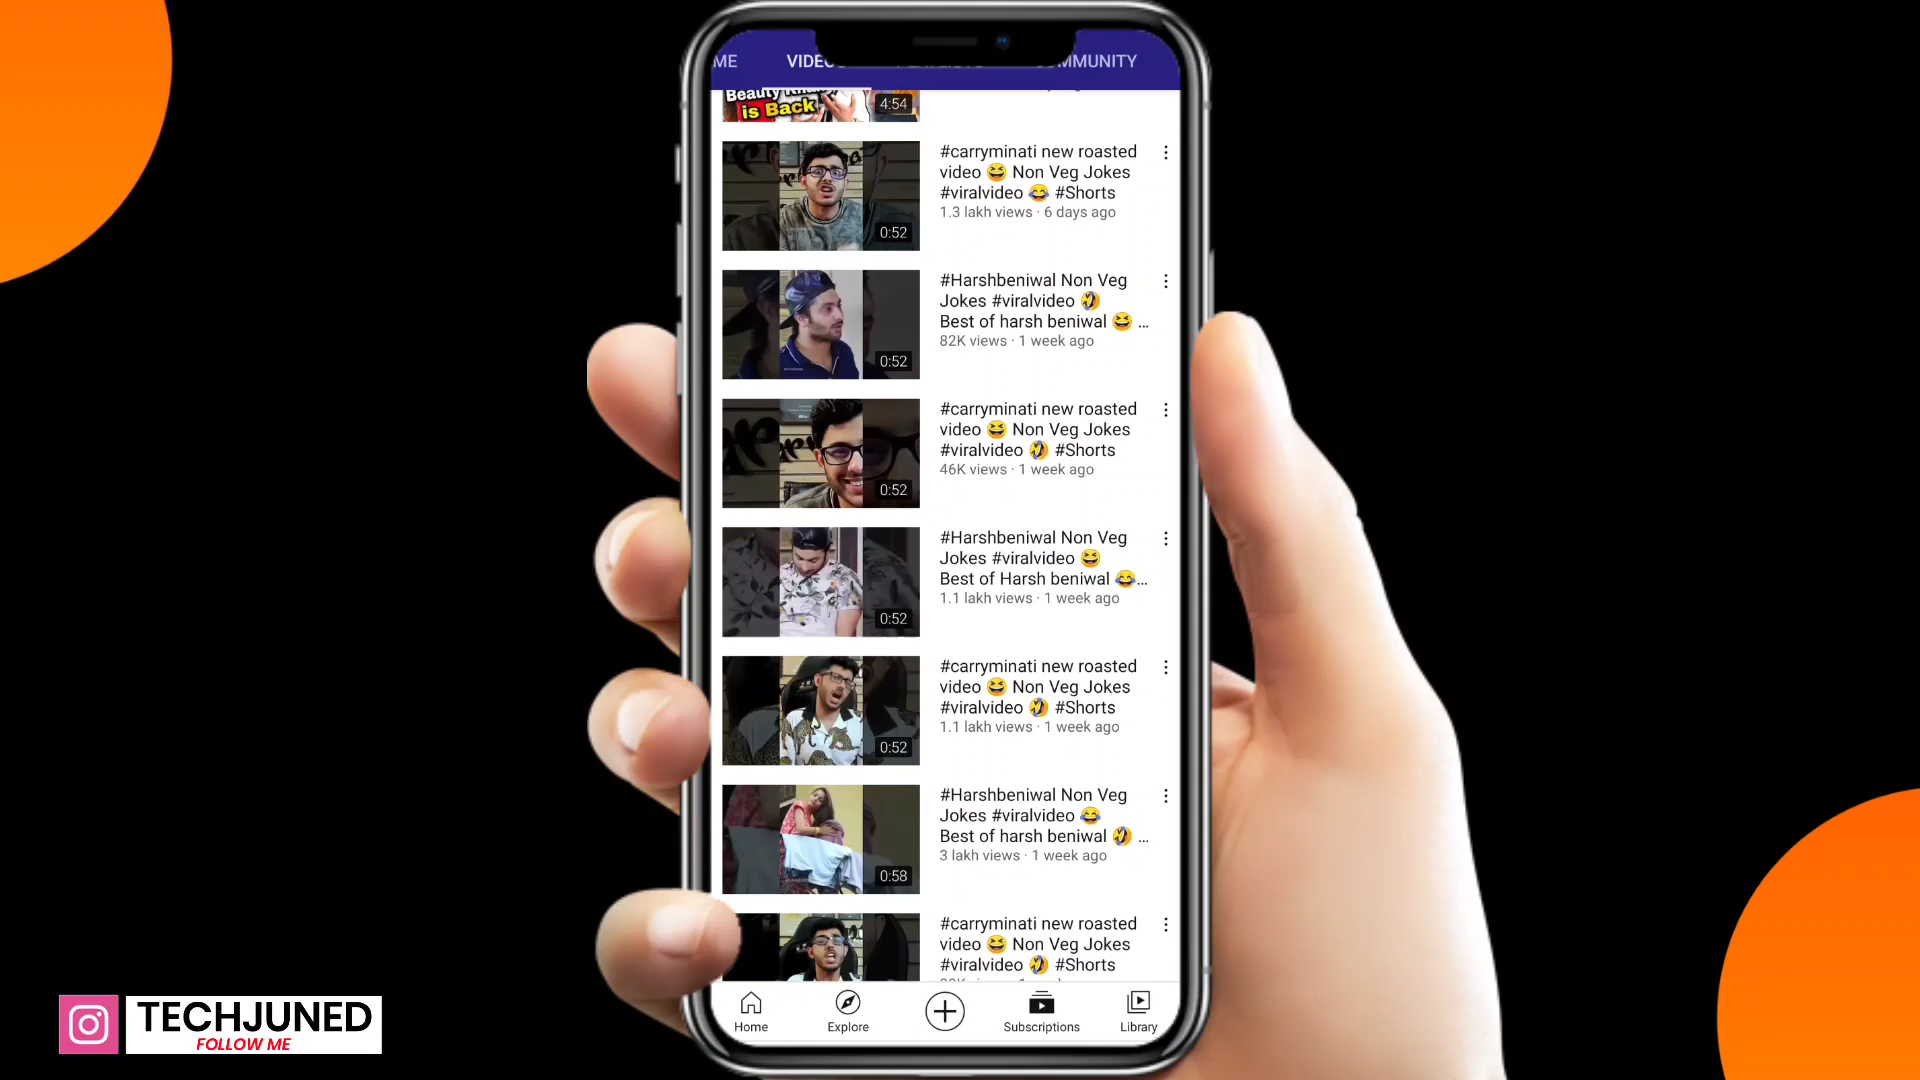 ME VIDEOS COMMUNITY
Beauty Khan
is Back
4:54
#carryminati new roasted
video 😆 Non Veg Jokes
#viralvideo 😂 #Shorts
1.3 lakh views · 6 days ago
0:52
#Harshbeniwal Non Veg
Jokes #viralvideo 🤣
Best of harsh beniwal 😆 ...
82K views · 1 week ago
0:52
#carryminati new roasted
video 😆 Non Veg Jokes
#viralvideo 🤣 #Shorts
46K views · 1 week ago
0:52
#Harshbeniwal Non Veg
Jokes #viralvideo 😆
Best of Harsh beniwal 😂...
1.1 lakh views · 1 week ago
0:52
#carryminati new roasted
video 😆 Non Veg Jokes
#viralvideo 🤣 #Shorts
1.1 lakh views · 1 week ago
0:52
#Harshbeniwal Non Veg
Jokes #viralvideo 😂
Best of harsh beniwal 🤣 ...
3 lakh views · 1 week ago
0:58
#carryminati new roasted
video 😆 Non Veg Jokes
#viralvideo 🤣 #Shorts
Home Explore Subscriptions Library
TECHJUNED
FOLLOW ME